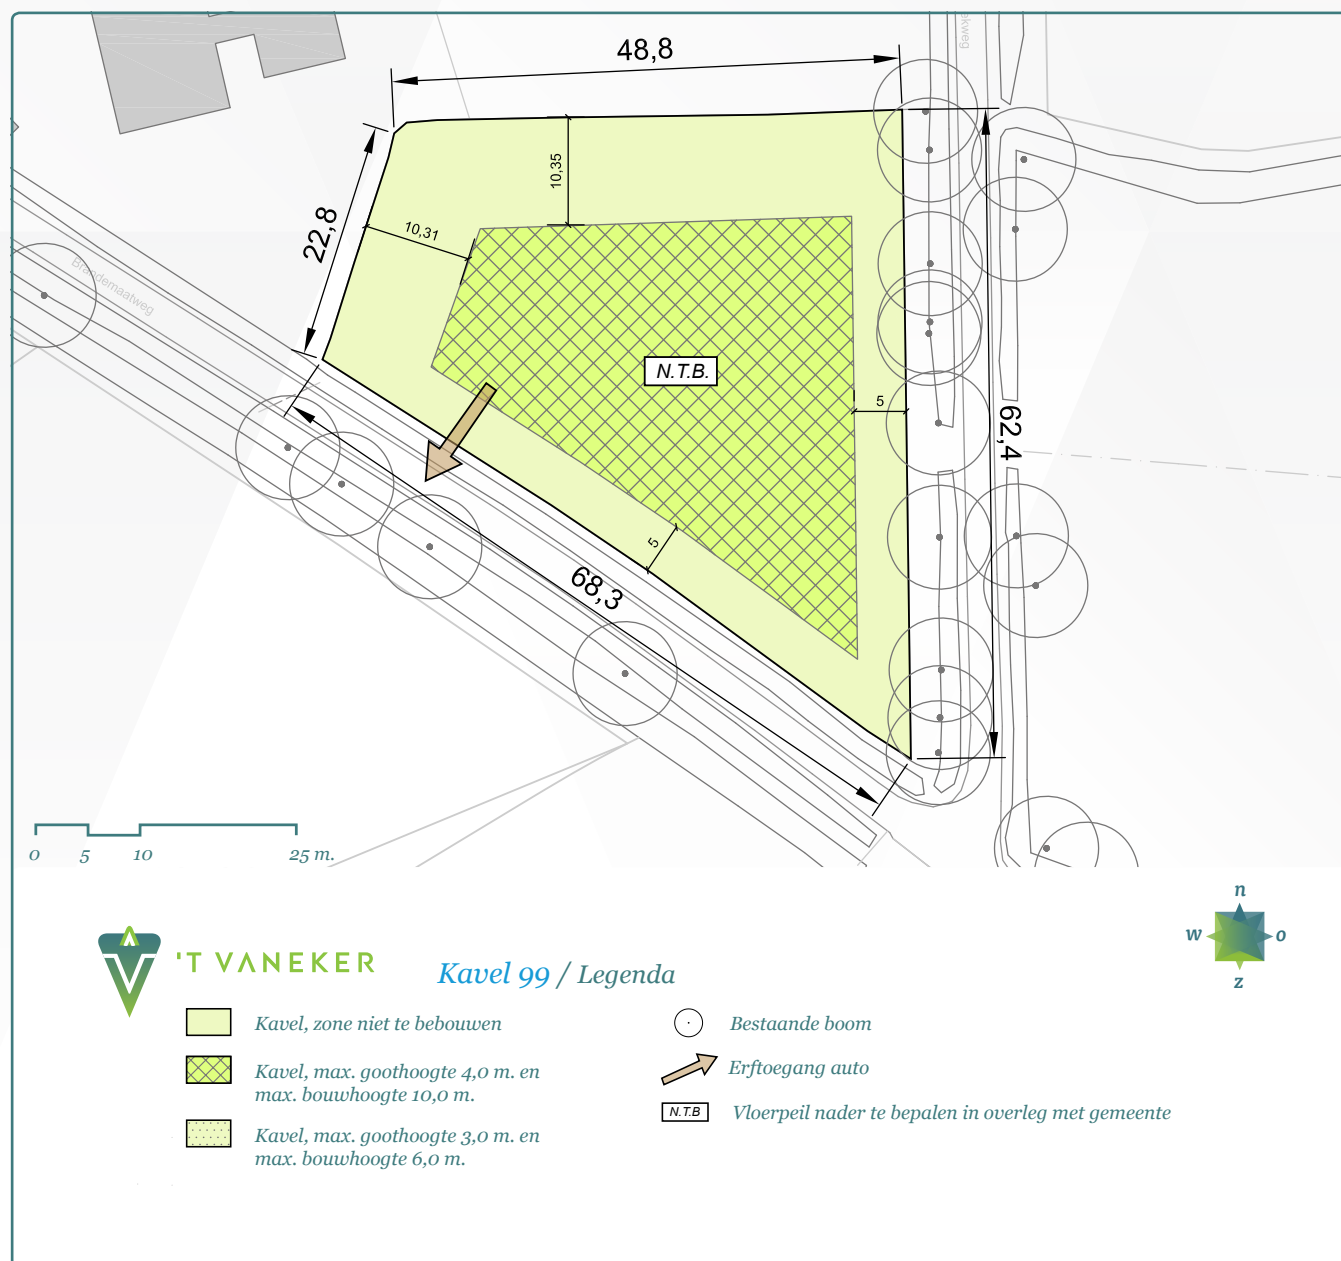 48,8
10,35
22,8
10,31
Brandemaatweg
N.T.B.
5
62,4
5
68,3
0 5 10 25 m.
n
w o
z
'T VANEKER
Kavel 99 / Legenda
Kavel, zone niet te bebouwen
Kavel, max. goothoogte 4,0 m. en
max. bouwhoogte 10,0 m.
Kavel, max. goothoogte 3,0 m. en
max. bouwhoogte 6,0 m.
Bestaande boom
Erftoegang auto
N.T.B Vloerpeil nader te bepalen in overleg met gemeente